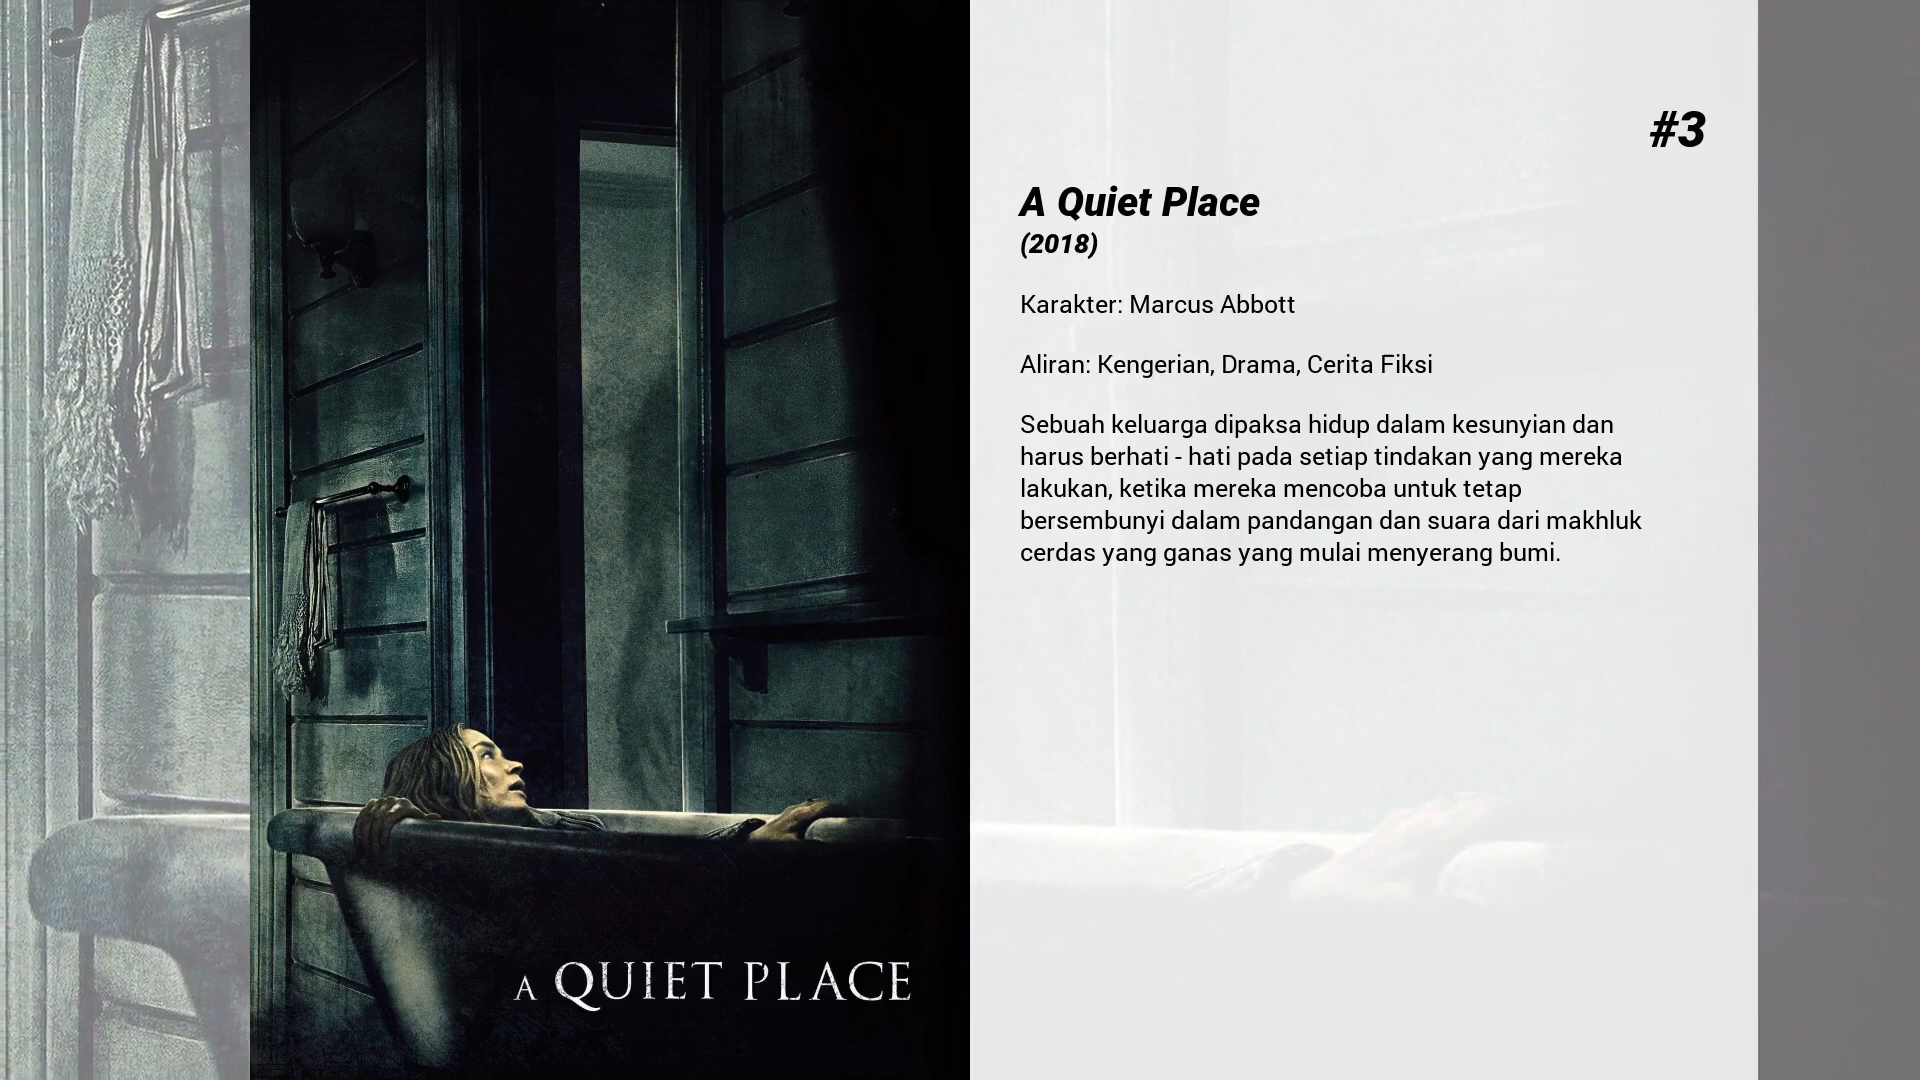 #3
A Quiet Place
(2018)
Karakter: Marcus Abbott
Aliran: Kengerian, Drama, Cerita Fiksi
Sebuah keluarga dipaksa hidup dalam kesunyian dan
harus berhati - hati pada setiap tindakan yang mereka
lakukan, ketika mereka mencoba untuk tetap
bersembunyi dalam pandangan dan suara dari makhluk
cerdas yang ganas yang mulai menyerang bumi.
A QUIET PLACE